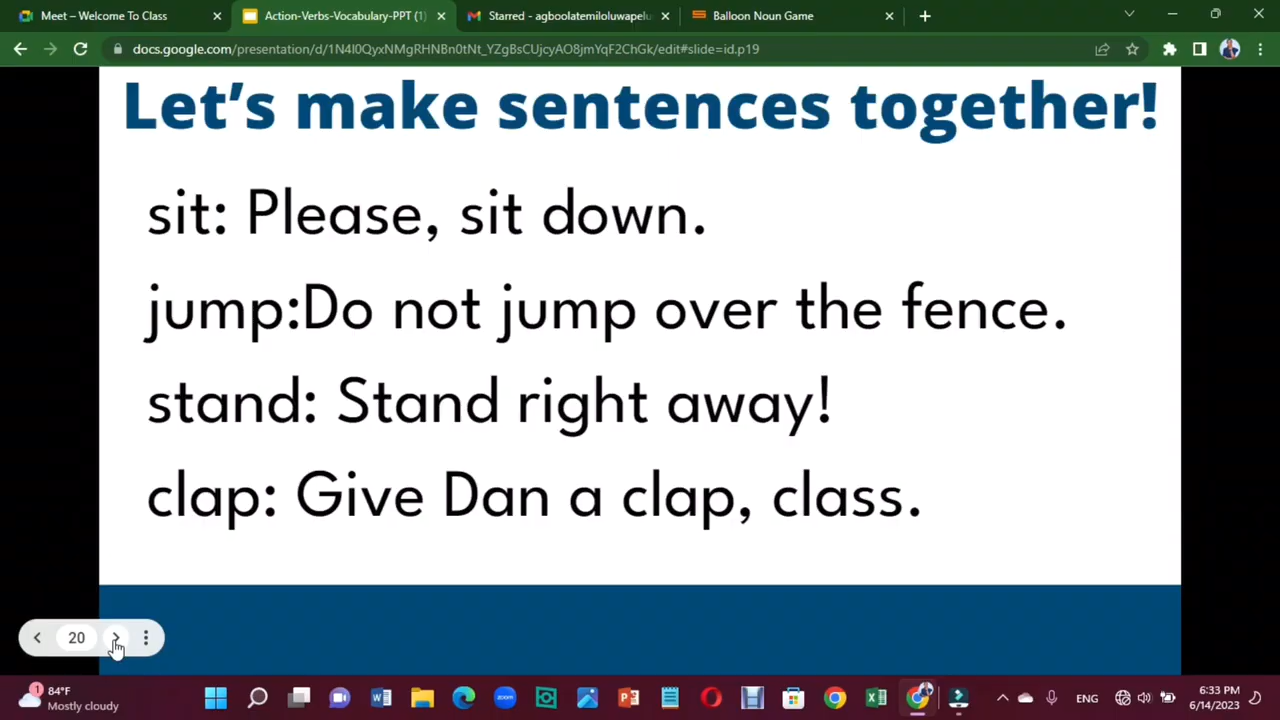 Meet – Welcome To Class
Action-Verbs-Vocabulary-PPT (1)
Starred - agboolatemiloluwapelu
Balloon Noun Game
docs.google.com/presentation/d/1N4I0QyxNMgRHNBn0tNt_YZgBsCUjcyAO8jmYqF2ChGk/edit#slide=id.p19
Let's make sentences together!
sit: Please, sit down.
jump:Do not jump over the fence.
stand: Stand right away!
clap: Give Dan a clap, class.
20
1
84°F
Mostly cloudy
zoom
ENG
6:33 PM
6/14/2023